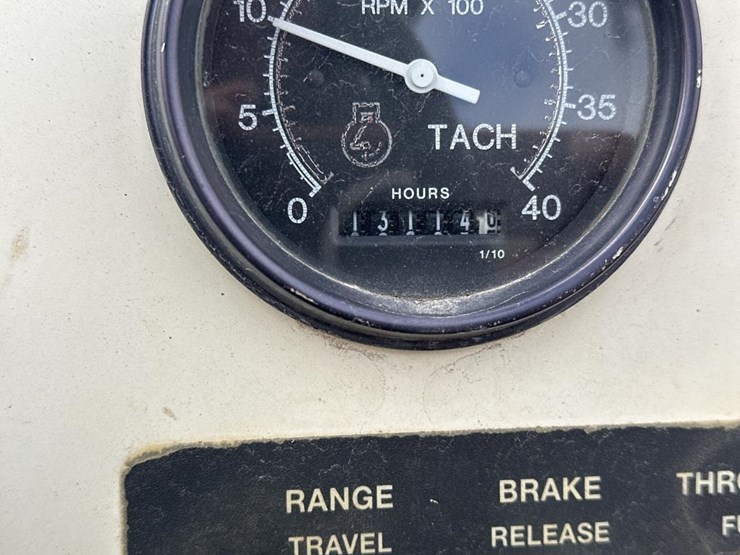 RPM X 100
10 30
5 35
TACH
HOURS
0 40
1 3 1 1 4
1/10
RANGE BRAKE
TRAVEL RELEASE